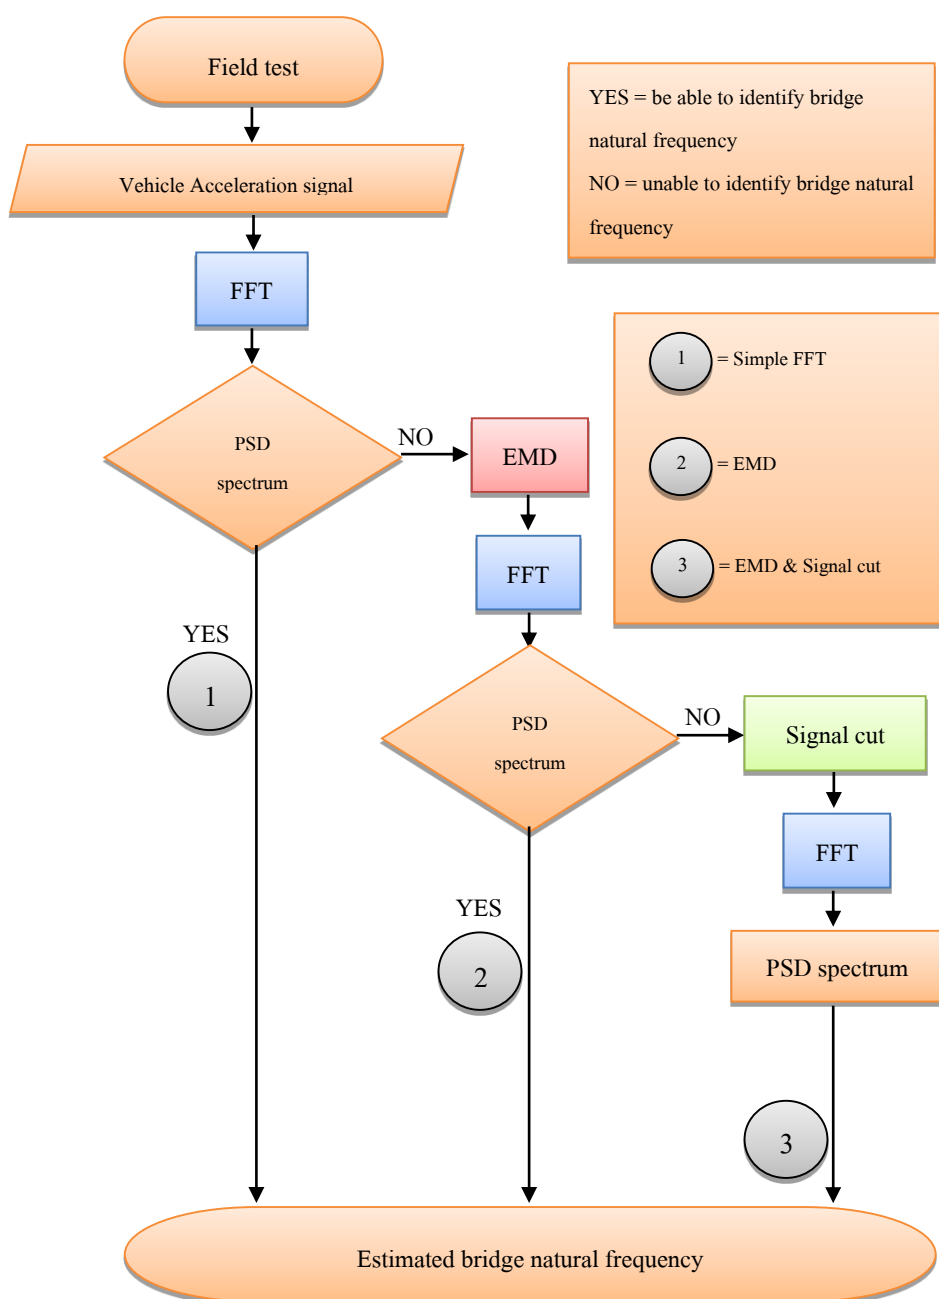 Field test
YES = be able to identify bridge
natural frequency
NO = unable to identify bridge natural
frequency
Vehicle Acceleration signal
FFT
1 = Simple FFT
2 = EMD
3 = EMD & Signal cut
PSD
spectrum
NO
EMD
FFT
YES
1
PSD
spectrum
NO
Signal cut
FFT
YES
2
PSD spectrum
3
Estimated bridge natural frequency